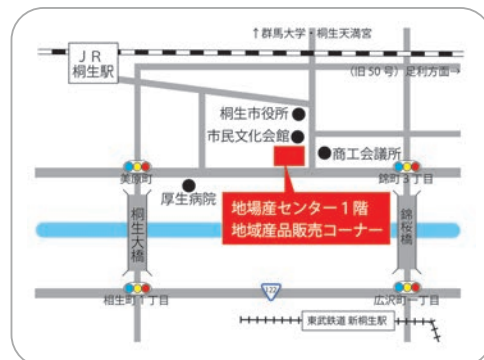 ↑群馬大学・桐生天満宮
JR
桐生駅
(旧50号)足利方面→
桐生市役所
市民文化会館
商工会議所
美原町
錦町3丁目
厚生病院
地場産センター1階
地域産品販売コーナー
桐生大橋
錦桜橋
相生町1丁目
122
広沢町一丁目
東武鉄道 新桐生駅